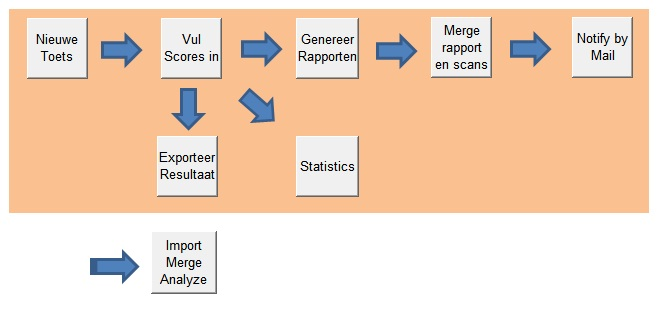 Nieuwe
Toets
Vul
Scores in
Genereer
Rapporten
Merge
rapport
en scans
Notify by
Mail
Exporteer
Resultaat
Statistics
Import
Merge
Analyze